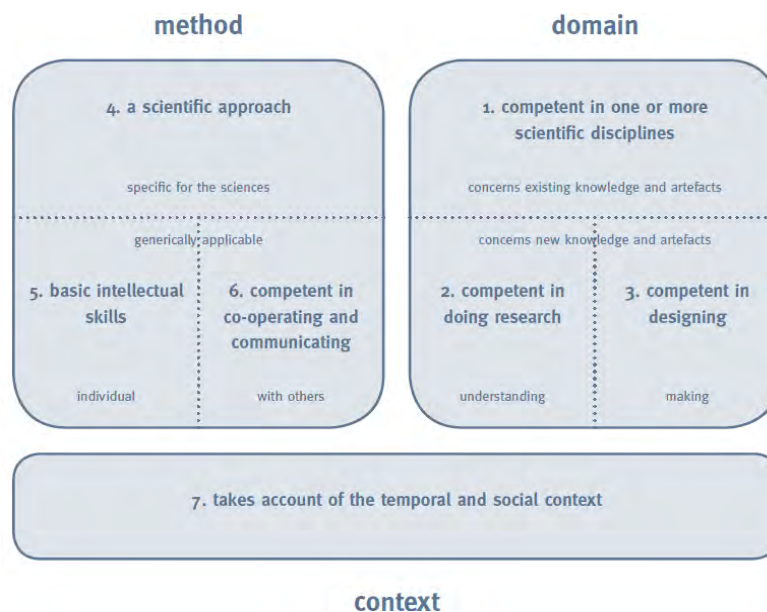 method
4. a scientific approach
specific for the sciences
generically applicable
5. basic intellectual
skills
individual
6. competent in
co-operating and
communicating
with others
domain
1. competent in one or more
scientific disciplines
concerns existing knowledge and artefacts
concerns new knowledge and artefacts
2. competent in
doing research
understanding
3. competent in
designing
making
7. takes account of the temporal and social context
context